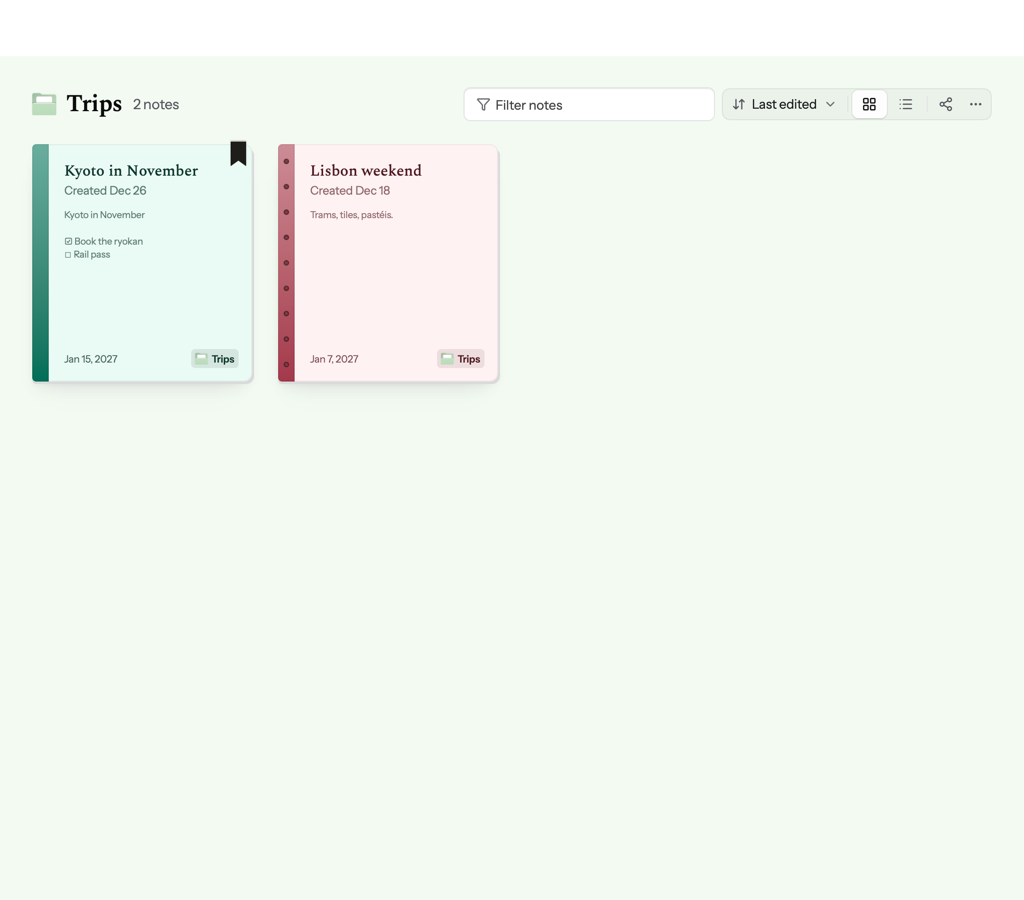 Trips 2 notes
Filter notes
Last edited
Kyoto in November
Created Dec 26
Kyoto in November
☑ Book the ryokan
☐ Rail pass
Jan 15, 2027
Trips
Lisbon weekend
Created Dec 18
Trams, tiles, pastéis.
Jan 7, 2027
Trips